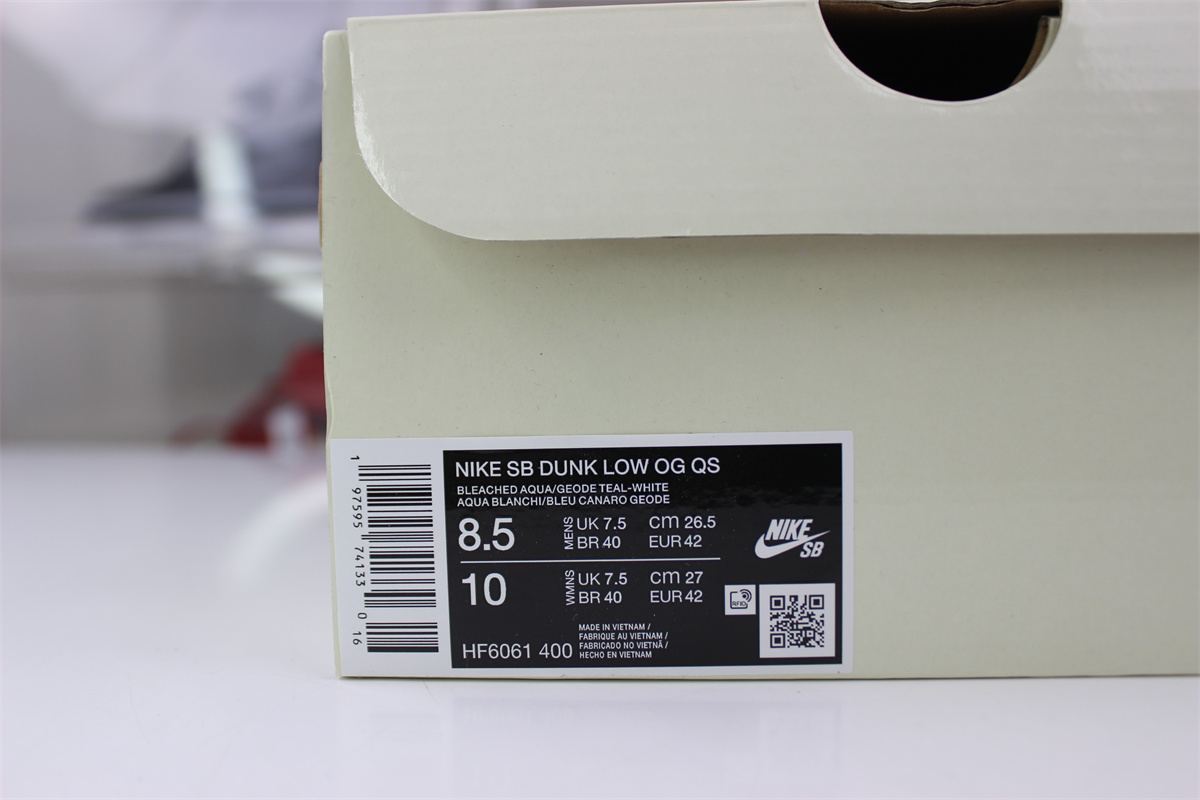 NIKE SB DUNK LOW OG QS
BLEACHED AQUA/GEODE TEAL-WHITE
AQUA BLANCHI/BLEU CANARO GEODE
8.5 MENS UK 7.5 cm 26.5
BR 40 EUR 42
10 WMNS UK 7.5 cm 27
BR 40 EUR 42
NIKE
SB
RFID
HF6061 400
MADE IN VIETNAM /
FABRIQUE AU VIETNAM /
FABRICADO NO VIETNÃ /
HECHO EN VIETNAM
1 97595 74133 0 16